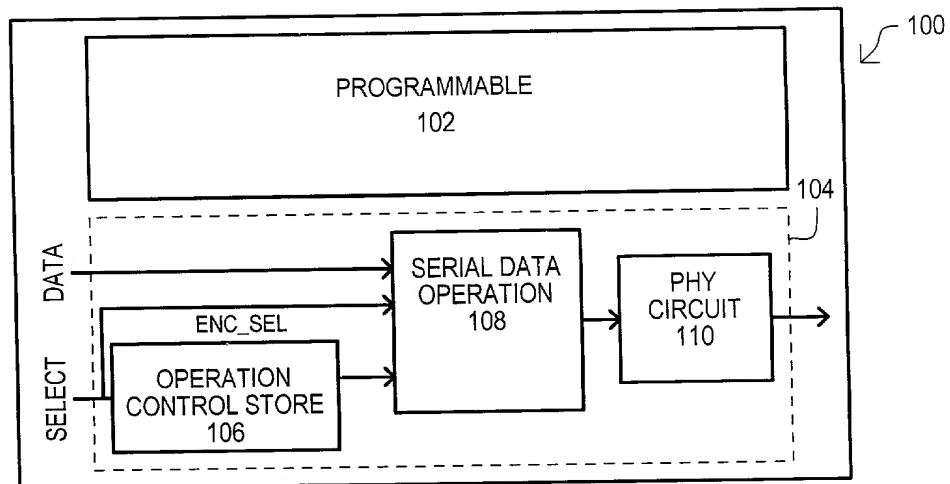 100
PROGRAMMABLE
102
104
DATA
SERIAL DATA
OPERATION
108
PHY
CIRCUIT
110
ENC_SEL
SELECT
OPERATION
CONTROL STORE
106